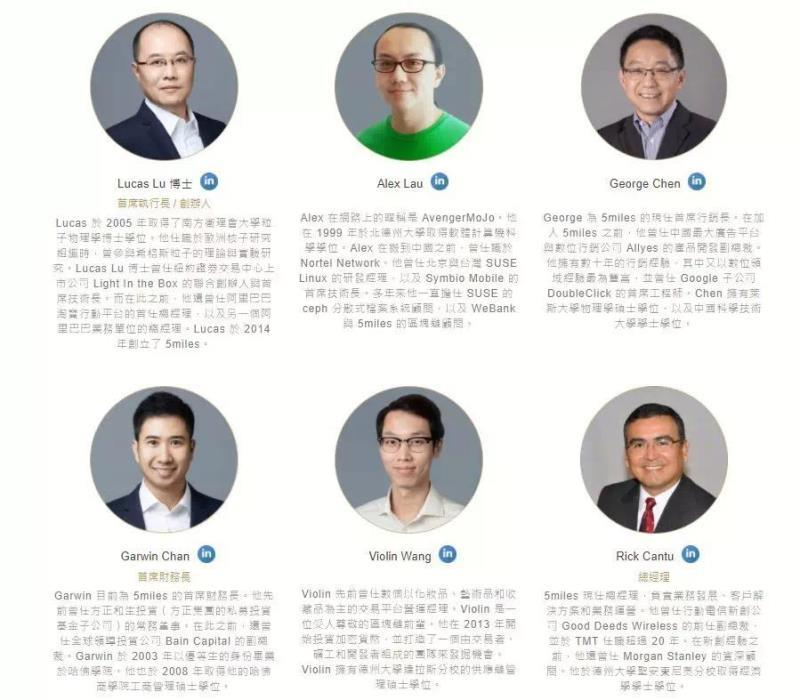 Lucas Lu 博士 in
首席執行長 / 創辦人
Lucas 於 2005 年取得了南方衛理會大學粒
子物理學博士學位。他任職於歐洲核子研究
組織時，曾參與希格斯粒子的理論與實驗研
究。Lucas Lu 博士曾任紐約證券交易中心上
市公司 Light In the Box 的聯合創辦人與首
席技術長。而在此之前，他還曾任阿里巴巴
淘寶行動平台的首任總經理，以及另一個阿
里巴巴業務單位的總經理。Lucas 於 2014
年創立了 5miles。
Alex Lau in
Alex 在網路上的暱稱是 AvengerMoJo。他
在 1999 年於北德州大學取得軟體計算機科
學學位。Alex 在搬到中國之前，曾任職於
Nortel Network。他曾任北京與台灣 SUSE
Linux 的研發經理，以及 Symbio Mobile 的
首席技術長。多年來他一直擔任 SUSE 的
ceph 分散式檔案系統顧問，以及 WeBank
與 5miles 的區塊鏈顧問。
George Chen in
George 為 5miles 的現任首席行銷長。在加
入 5miles 之前，他曾任中國最大廣告平台
與數位行銷公司 Allyes 的產品開發副總裁。
他擁有數十年的行銷經驗，其中又以數位領
域經驗最為豐富，並曾任 Google 子公司
DoubleClick 的首席工程師。Chen 擁有萊
斯大學物理學碩士學位，以及中國科學技術
大學學士學位。
Garwin Chan in
首席財務長
Garwin 目前為 5miles 的首席財務長。他先
前曾任方正和生投資（方正集團的私募投資
基金子公司）的常務董事。在此之前，還曾
任全球領導投資公司 Bain Capital 的副總
裁。Garwin 於 2003 年以優等生的身份畢業
於哈佛學院。他也於 2008 年取得他的哈佛
商學院工商管理碩士學位。
Violin Wang in
Violin 先前曾任數個以化妝品、藝術品和收
藏品為主的交易平台營運經理。Violin 是一
位受人尊敬的區塊鏈前輩。他在 2013 年開
始投資加密貨幣，並打造了一個由交易者、
礦工和開發者組成的團隊來發掘機會。
Violin 擁有德州大學達拉斯分校的供應鏈管
理碩士學位。
Rick Cantu in
總經理
5miles 現任總經理，負責業務發展、客戶解
決方案和業務運營。他曾任行動電信新創公
司 Good Deeds Wireless 的前任副總裁，
並於 TMT 任職超過 20 年。在新創經驗之
前，他還曾任 Morgan Stanley 的資深顧
問。他於德州大學聖安東尼奧分校取得經濟
學學士學位。